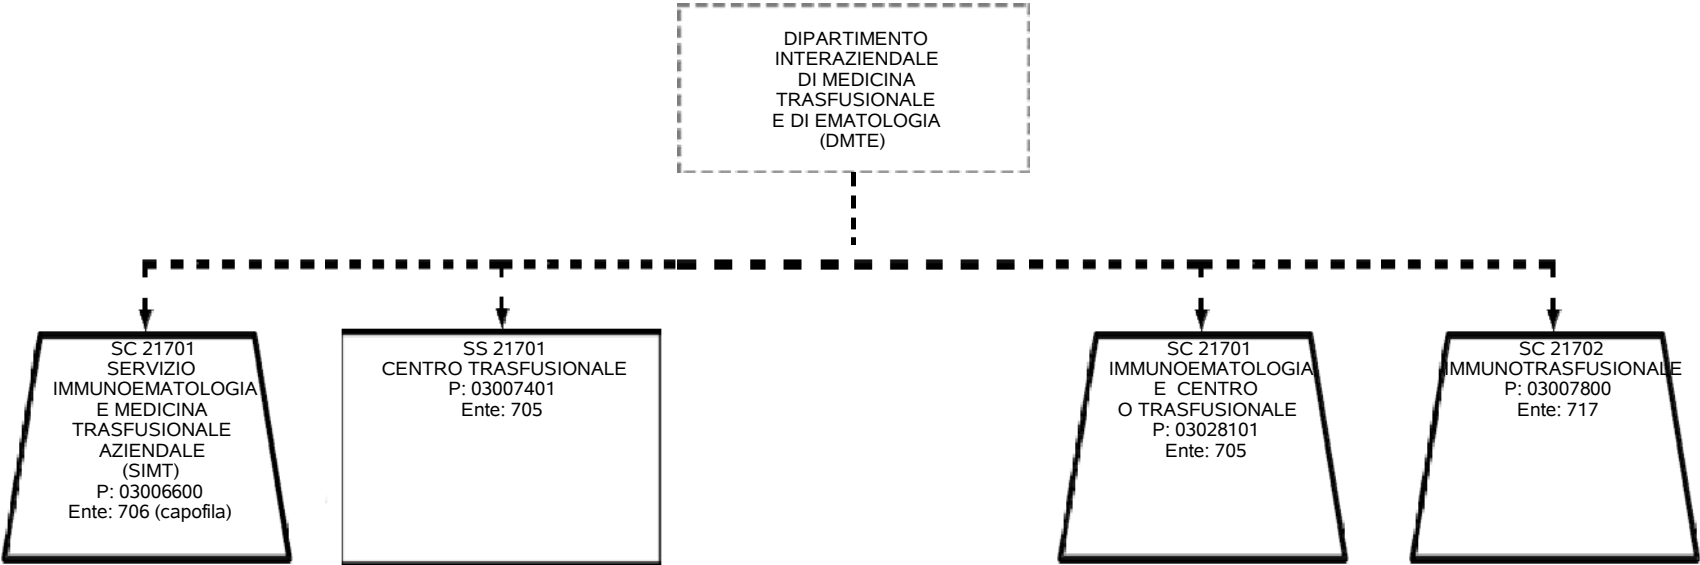 DIPARTIMENTO
INTERAZIENDALE
DI MEDICINA
TRASFUSIONALE
E DI EMATOLOGIA
(DMTE)
SC 21701
SERVIZIO
IMMUNOEMATOLOGIA
E MEDICINA
TRASFUSIONALE
AZIENDALE
(SIMT)
P: 03006600
Ente: 706 (capofila)
SS 21701
CENTRO TRASFUSIONALE
P: 03007401
Ente: 705
SC 21701
IMMUNOEMATOLOGIA
E CENTRO
O TRASFUSIONALE
P: 03028101
Ente: 705
SC 21702
IMMUNOTRASFUSIONALE
P: 03007800
Ente: 717